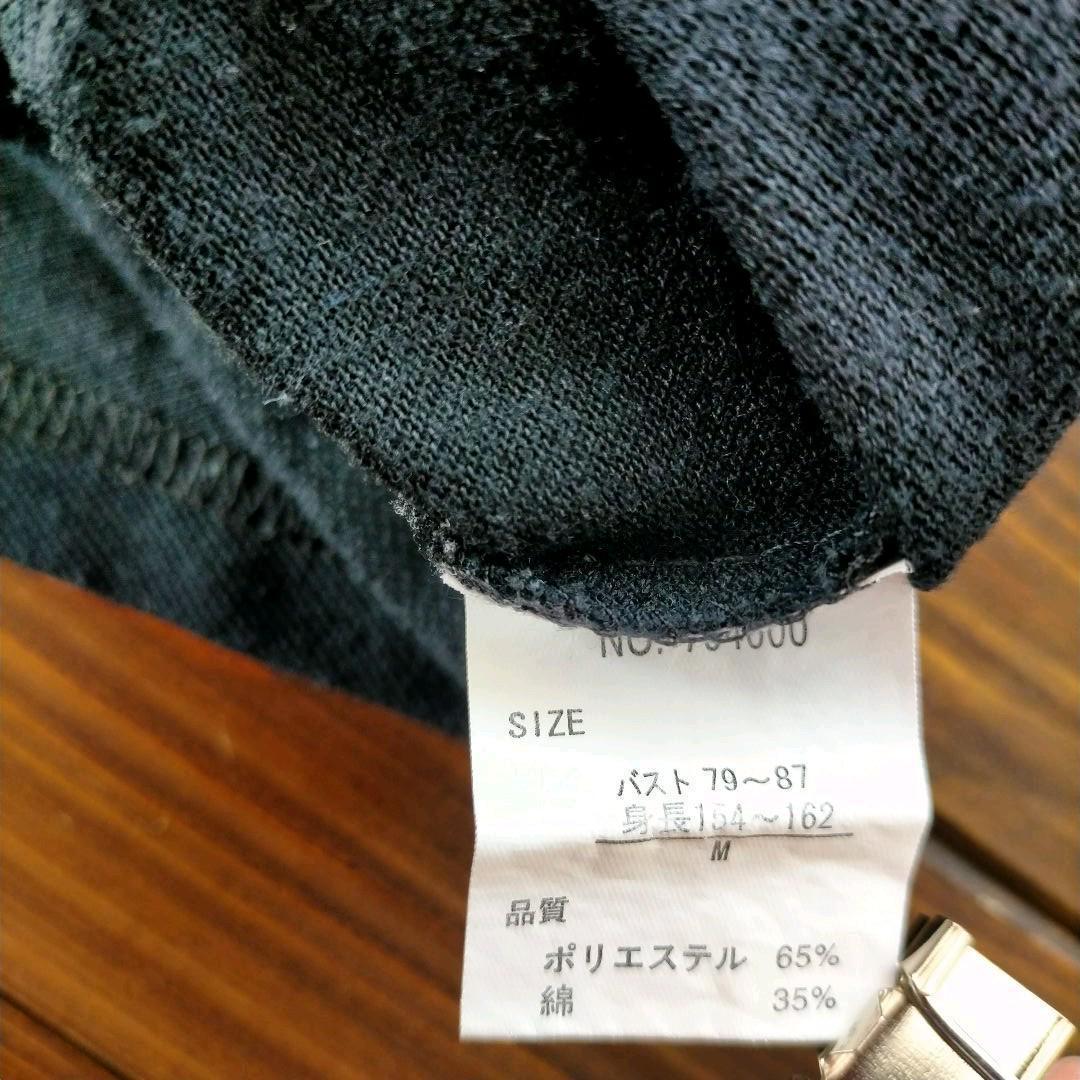 NO.
SIZE
バスト 79～87
身長154～162
M
品質
ポリエステル 65%
綿 35%